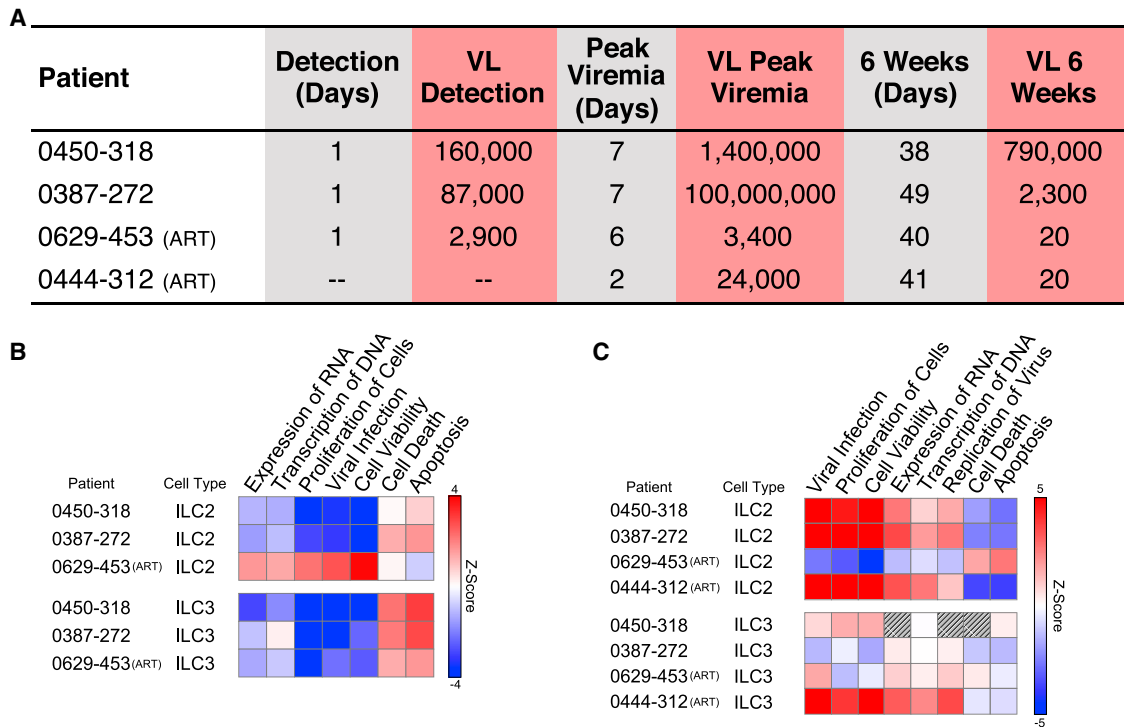 A
Patient Detection (Days) VL Detection Peak Viremia (Days) VL Peak Viremia 6 Weeks (Days) VL 6 Weeks
0450-318 1 160,000 7 1,400,000 38 790,000
0387-272 1 87,000 7 100,000,000 49 2,300
0629-453 (ART) 1 2,900 6 3,400 40 20
0444-312 (ART) -- -- 2 24,000 41 20
B
Expression of RNA
Transcription of DNA
Proliferation of Cells
Viral Infection
Cell Viability
Cell Death
Apoptosis
Patient Cell Type
0450-318 ILC2
0387-272 ILC2
0629-453 (ART) ILC2
0450-318 ILC3
0387-272 ILC3
0629-453 (ART) ILC3
4
Z-Score
-4
C
Viral Infection
Proliferation of Cells
Cell Viability
Expression of RNA
Transcription of DNA
Replication of Virus
Cell Death
Apoptosis
Patient Cell Type
0450-318 ILC2
0387-272 ILC2
0629-453 (ART) ILC2
0444-312 (ART) ILC2
0450-318 ILC3
0387-272 ILC3
0629-453 (ART) ILC3
0444-312 (ART) ILC3
5
Z-Score
-5